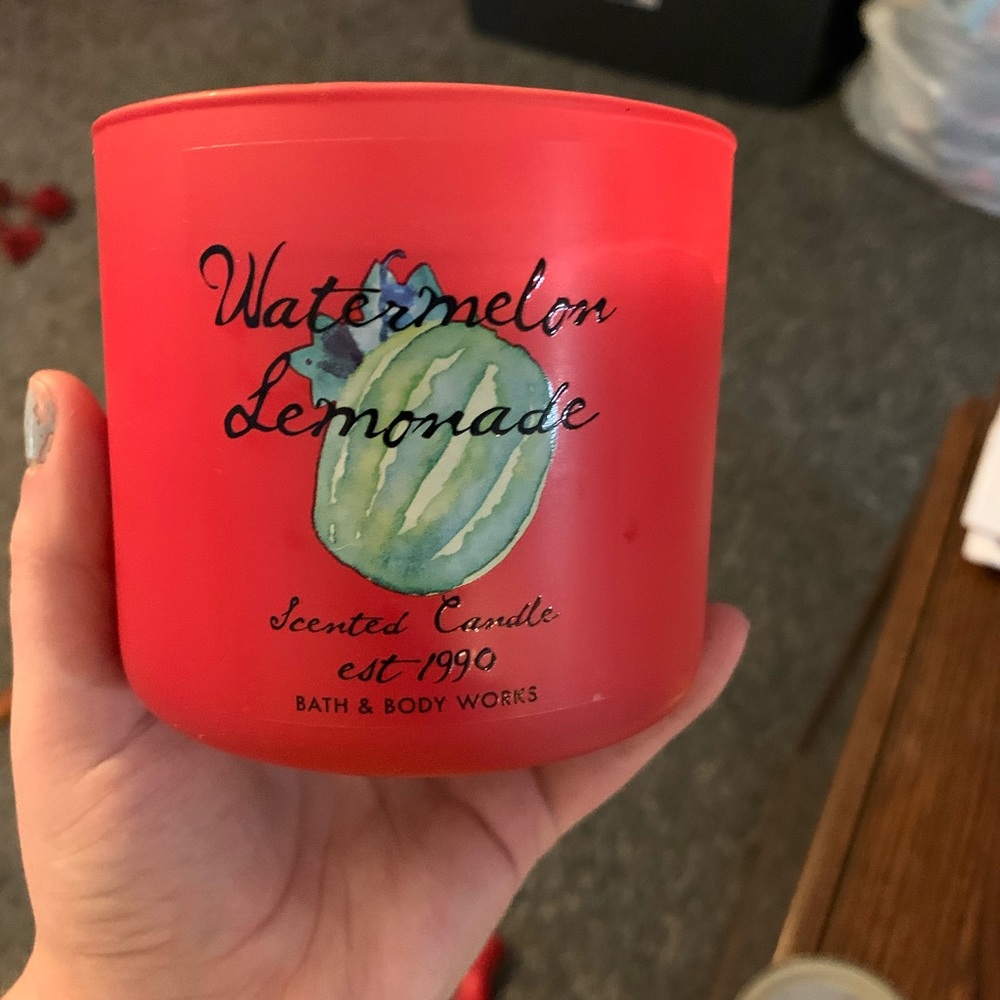 Watermelon
Lemonade
Scented Candle
est 1990
BATH & BODY WORKS